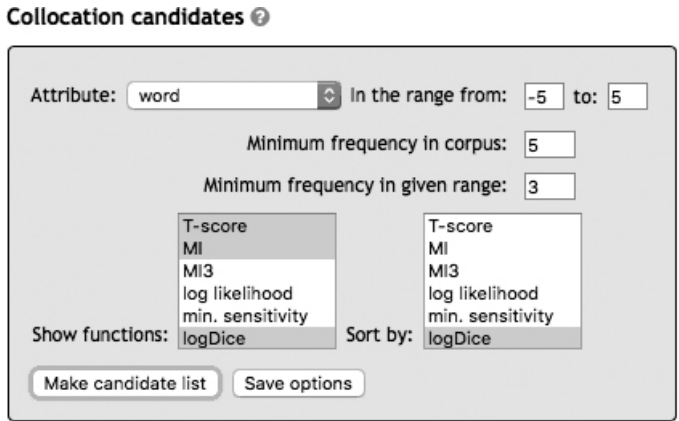 Collocation candidates ?
Attribute: word In the range from: -5 to: 5
Minimum frequency in corpus: 5
Minimum frequency in given range: 3
Show functions:
T-score
MI
MI3
log likelihood
min. sensitivity
logDice
Sort by:
T-score
MI
MI3
log likelihood
min. sensitivity
logDice
Make candidate list Save options